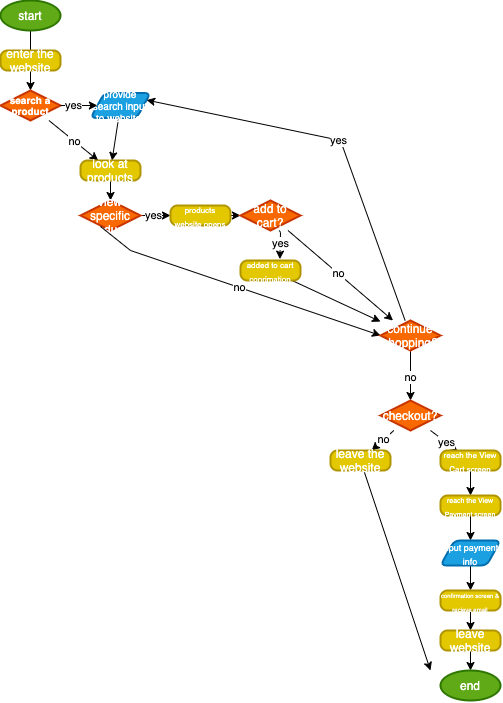 start
enter the
website
search a
product
yes
provide
search input
to website
no
look at
products
view
specific
yes
products
website opens
add to
cart?
yes
added to cart
no
no
yes
continue
shopping?
no
checkout?
no
yes
leave the
website
reach the View
Cart screen
reach the View
Payment screen
input payment
info
confirmation screen &
leave
website
end